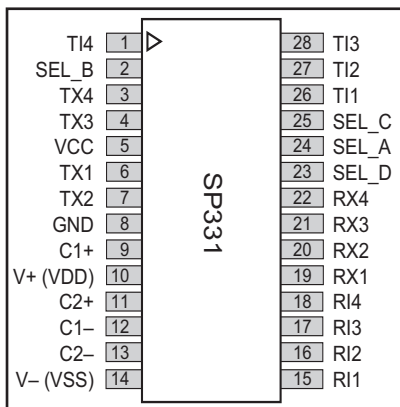 TI4 1 28 TI3
SEL_B 2 27 TI2
TX4 3 26 TI1
TX3 4 25 SEL_C
VCC 5 24 SEL_A
TX1 6 23 SEL_D
TX2 7 22 RX4
GND 8 21 RX3
C1+ 9 20 RX2
V+ (VDD) 10 19 RX1
C2+ 11 18 RI4
C1– 12 17 RI3
C2– 13 16 RI2
V– (VSS) 14 15 RI1
SP331